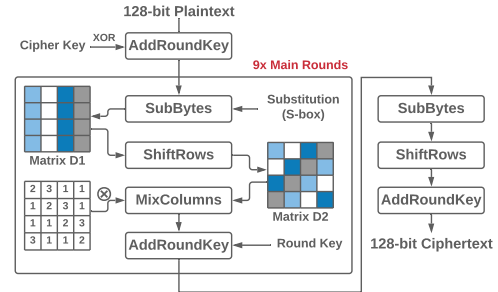 128-bit Plaintext
Cipher Key
XOR
AddRoundKey
9x Main Rounds
SubBytes
Substitution
(S-box)
Matrix D1
ShiftRows
2 3 1 1
1 2 3 1
1 1 2 3
3 1 1 2
MixColumns
Matrix D2
AddRoundKey
Round Key
SubBytes
ShiftRows
AddRoundKey
128-bit Ciphertext